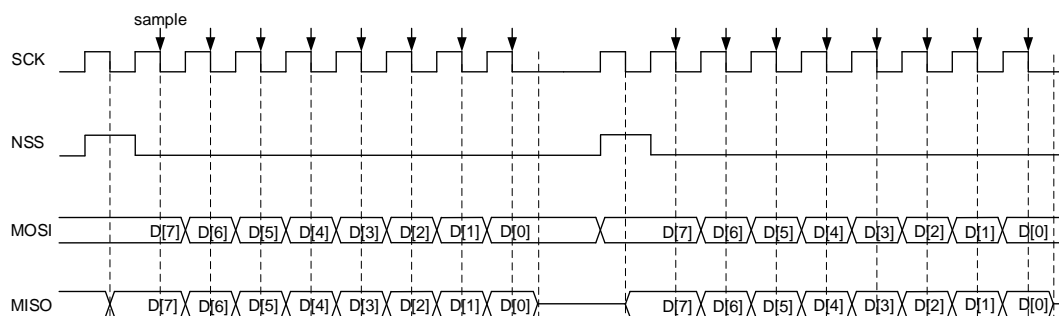 sample
SCK
NSS
MOSI D[7] D[6] D[5] D[4] D[3] D[2] D[1] D[0] D[7] D[6] D[5] D[4] D[3] D[2] D[1] D[0]
MISO D[7] D[6] D[5] D[4] D[3] D[2] D[1] D[0] D[7] D[6] D[5] D[4] D[3] D[2] D[1] D[0]